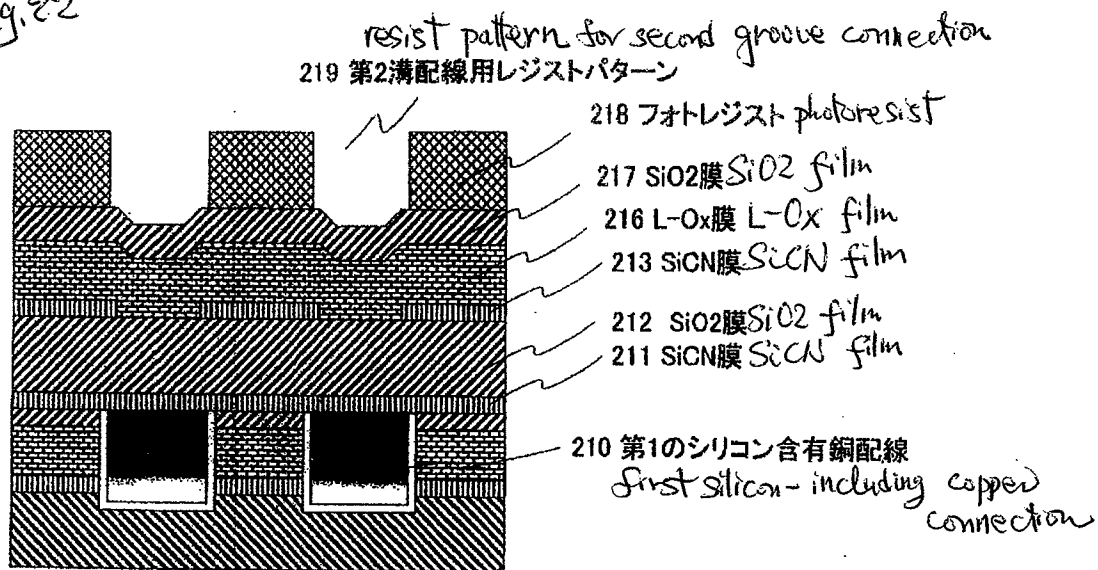 resist pattern for second groove connection
219 第2溝配線用レジストパターン
218 フォトレジスト photoresist
217 SiO2膜 SiO2 film
216 L-Ox膜 L-Ox film
213 SiCN膜 SiCN film
212 SiO2膜 SiO2 film
211 SiCN膜 SiCN film
210 第1のシリコン含有銅配線
first silicon-including copper
connection